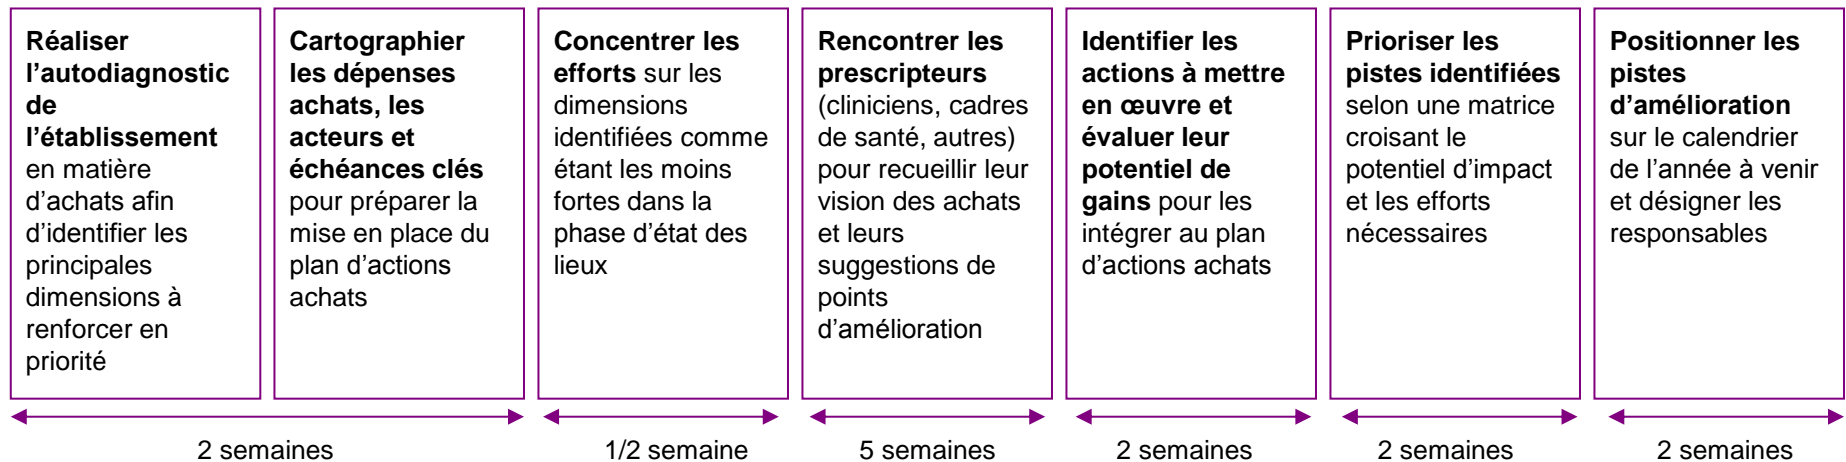 Réaliser
l’autodiagnostic
de
l’établissement
en matière
d’achats afin
d’identifier les
principales
dimensions à
renforcer en
priorité
Cartographier
les dépenses
achats, les
acteurs et
échéances clés
pour préparer la
mise en place du
plan d’actions
achats
Concentrer les
efforts sur les
dimensions
identifiées comme
étant les moins
fortes dans la
phase d’état des
lieux
Rencontrer les
prescripteurs
(cliniciens, cadres
de santé, autres)
pour recueillir leur
vision des achats
et leurs
suggestions de
points
d’amélioration
Identifier les
actions à mettre
en œuvre et
évaluer leur
potentiel de
gains pour les
intégrer au plan
d’actions achats
Prioriser les
pistes identifiées
selon une matrice
croisant le
potentiel d’impact
et les efforts
nécessaires
Positionner les
pistes
d’amélioration
sur le calendrier
de l’année à venir
et désigner les
responsables
2 semaines
1/2 semaine
5 semaines
2 semaines
2 semaines
2 semaines